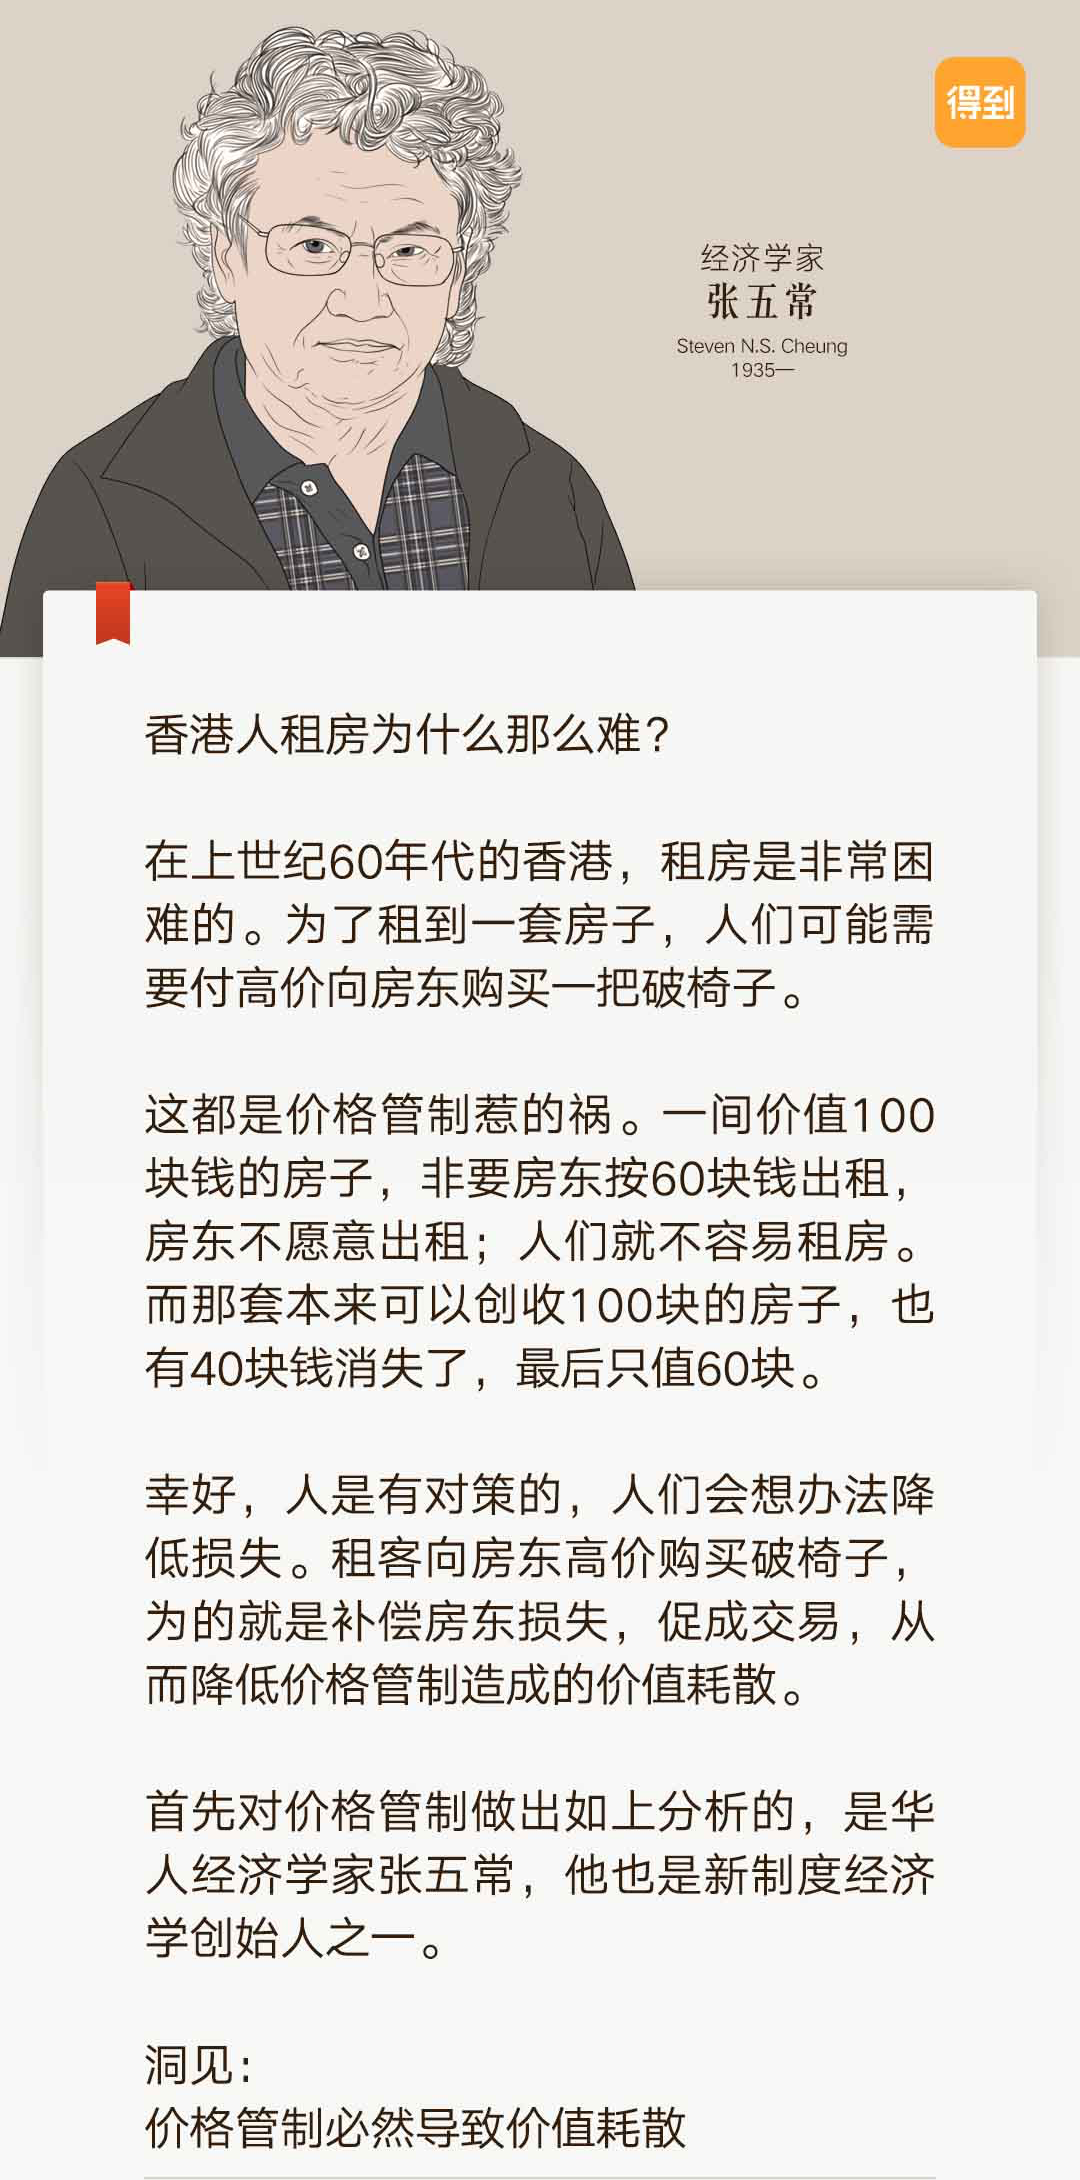 得到
经济学家
张五常
Steven N.S. Cheung
1935—
香港人租房为什么那么难？
在上世纪60年代的香港，租房是非常困
难的。为了租到一套房子，人们可能需
要付高价向房东购买一把破椅子。
这都是价格管制惹的祸。一间价值100
块钱的房子，非要房东按60块钱出租，
房东不愿意出租；人们就不容易租房。
而那套本来可以创收100块的房子，也
有40块钱消失了，最后只值60块。
幸好，人是有对策的，人们会想办法降
低损失。租客向房东高价购买破椅子，
为的就是补偿房东损失，促成交易，从
而降低价格管制造成的价值耗散。
首先对价格管制做出如上分析的，是华
人经济学家张五常，他也是新制度经济
学创始人之一。
洞见：
价格管制必然导致价值耗散